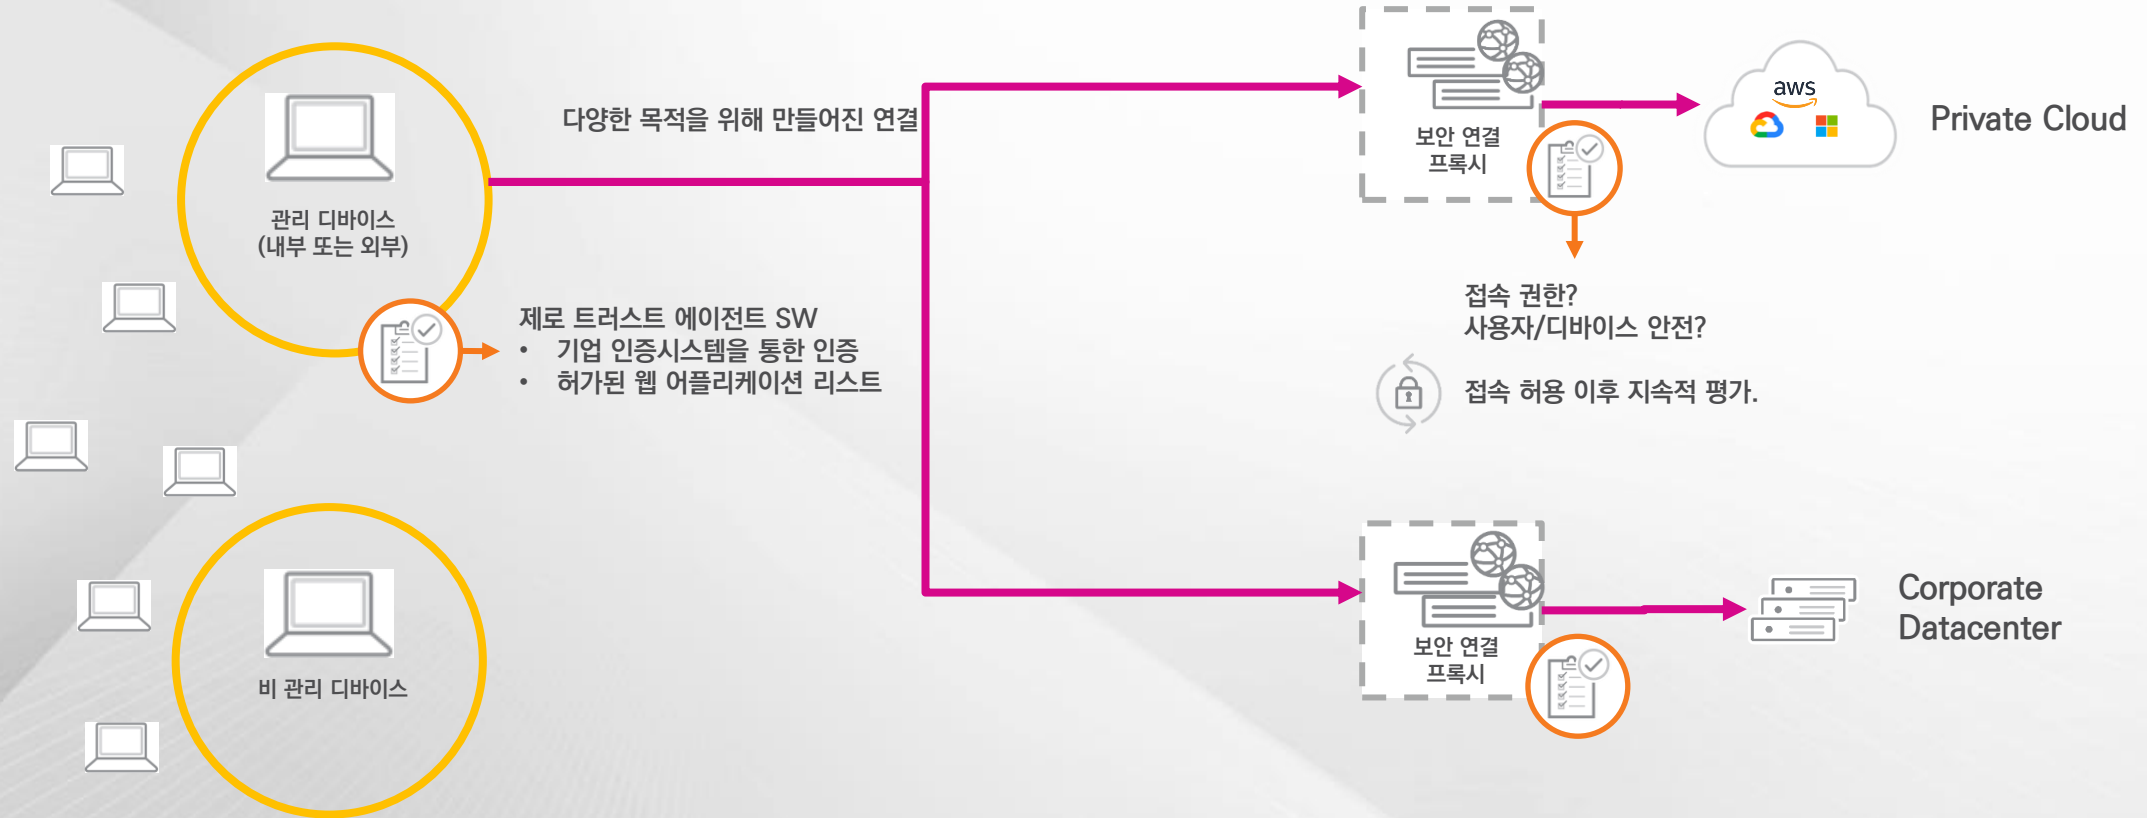 관리 디바이스
(내부 또는 외부)
다양한 목적을 위해 만들어진 연결
제로 트러스트 에이전트 SW
• 기업 인증시스템을 통한 인증
• 허가된 웹 어플리케이션 리스트
비 관리 디바이스
보안 연결
프록시
aws
Private Cloud
접속 권한?
사용자/디바이스 안전?
접속 허용 이후 지속적 평가.
보안 연결
프록시
Corporate
Datacenter